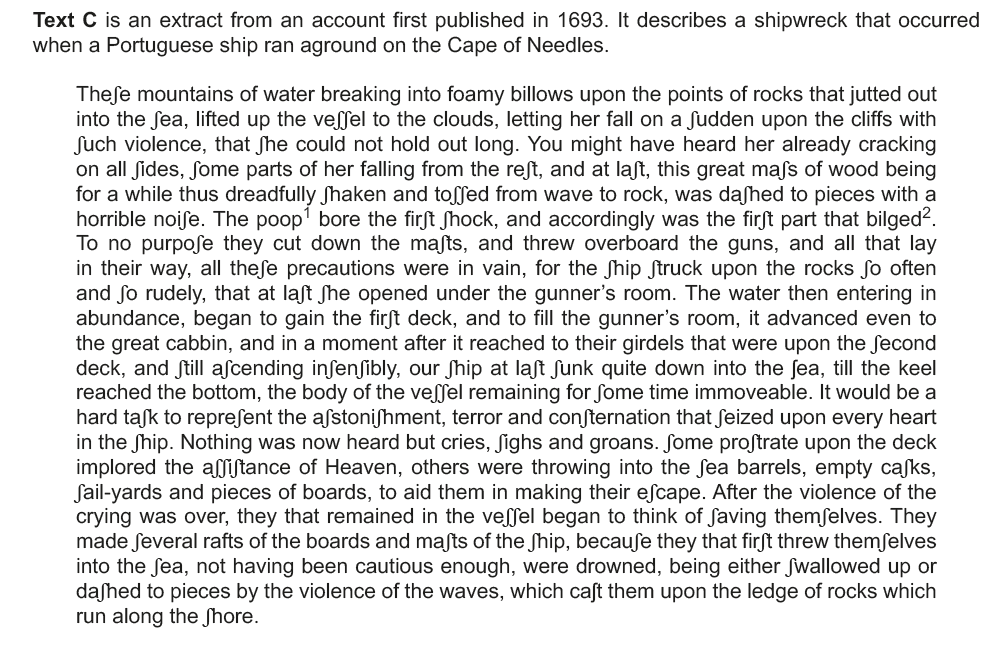 Text C is an extract from an account first published in 1693. It describes a shipwreck that occurred
when a Portuguese ship ran aground on the Cape of Needles.
Theſe mountains of water breaking into foamy billows upon the points of rocks that jutted out
into the ſea, lifted up the veſſel to the clouds, letting her fall on a ſudden upon the cliffs with
ſuch violence, that ſhe could not hold out long. You might have heard her already cracking
on all ſides, ſome parts of her falling from the reſt, and at laſt, this great maſs of wood being
for a while thus dreadfully ſhaken and toſſed from wave to rock, was daſhed to pieces with a
horrible noiſe. The poop¹ bore the firſt ſhock, and accordingly was the firſt part that bilged².
To no purpoſe they cut down the maſts, and threw overboard the guns, and all that lay
in their way, all theſe precautions were in vain, for the ſhip ſtruck upon the rocks ſo often
and ſo rudely, that at laſt ſhe opened under the gunner's room. The water then entering in
abundance, began to gain the firſt deck, and to fill the gunner's room, it advanced even to
the great cabbin, and in a moment after it reached to their girdels that were upon the ſecond
deck, and ſtill aſcending inſenſibly, our ſhip at laſt ſunk quite down into the ſea, till the keel
reached the bottom, the body of the veſſel remaining for ſome time immoveable. It would be a
hard taſk to repreſent the aſstoniſhment, terror and conſternation that ſeized upon every heart
in the ſhip. Nothing was now heard but cries, ſighs and groans. ſome proſtrate upon the deck
implored the aſſiſtance of Heaven, others were throwing into the ſea barrels, empty caſks,
ſail-yards and pieces of boards, to aid them in making their eſcape. After the violence of the
crying was over, they that remained in the veſſel began to think of ſaving themſelves. They
made ſeveral rafts of the boards and maſts of the ſhip, becauſe they that firſt threw themſelves
into the ſea, not having been cautious enough, were drowned, being either ſwallowed up or
daſhed to pieces by the violence of the waves, which caſt them upon the ledge of rocks which
run along the ſhore.